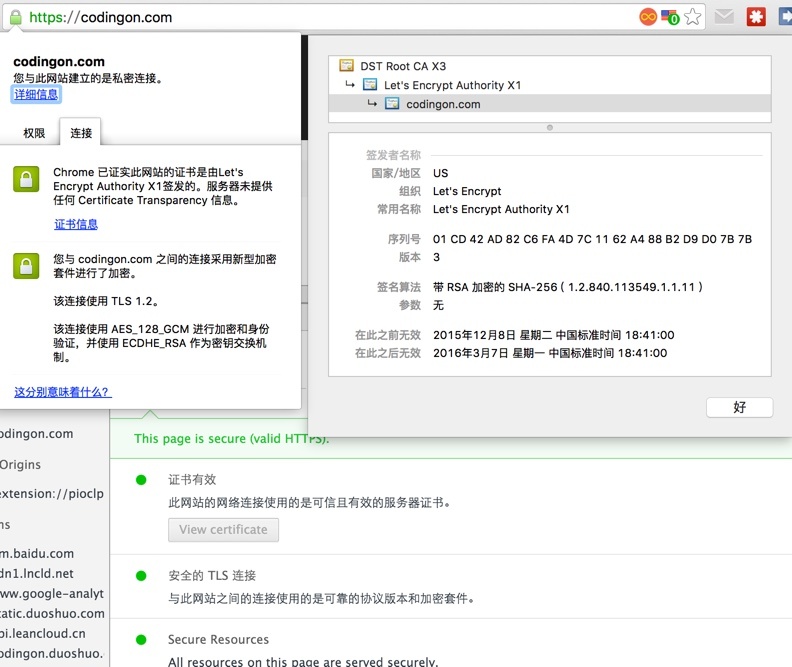 https://codingon.com
0
codingon.com
您与此网站建立的是私密连接。
详细信息
权限
连接
Chrome 已证实此网站的证书是由Let's
Encrypt Authority X1签发的。服务器未提供
任何 Certificate Transparency 信息。
证书信息
您与 codingon.com 之间的连接采用新型加密
套件进行了加密。
该连接使用 TLS 1.2。
该连接使用 AES_128_GCM 进行加密和身份
验证，并使用 ECDHE_RSA 作为密钥交换机
制。
这分别意味着什么？
DST Root CA X3
Let's Encrypt Authority X1
codingon.com
签发者名称
国家/地区 US
组织 Let's Encrypt
常用名称 Let's Encrypt Authority X1
序列号 01 CD 42 AD 82 C6 FA 4D 7C 11 62 A4 88 B2 D9 D0 7B 7B
版本 3
签名算法 带 RSA 加密的 SHA-256 ( 1.2.840.113549.1.1.11 )
参数 无
在此之前无效 2015年12月8日 星期二 中国标准时间 18:41:00
在此之后无效 2016年3月7日 星期一 中国标准时间 18:41:00
好
odingon.com
Origins
extension://pioclp
ns
m.baidu.com
dn1.lncld.net
ww.google-analyt
tatic.duoshuo.com
pi.leancloud.cn
odingon.duoshuo.
This page is secure (valid HTTPS).
证书有效
此网站的网络连接使用的是可信且有效的服务器证书。
View certificate
安全的 TLS 连接
与此网站之间的连接使用的是可靠的协议版本和加密套件。
Secure Resources
All resources on this page are served securely.